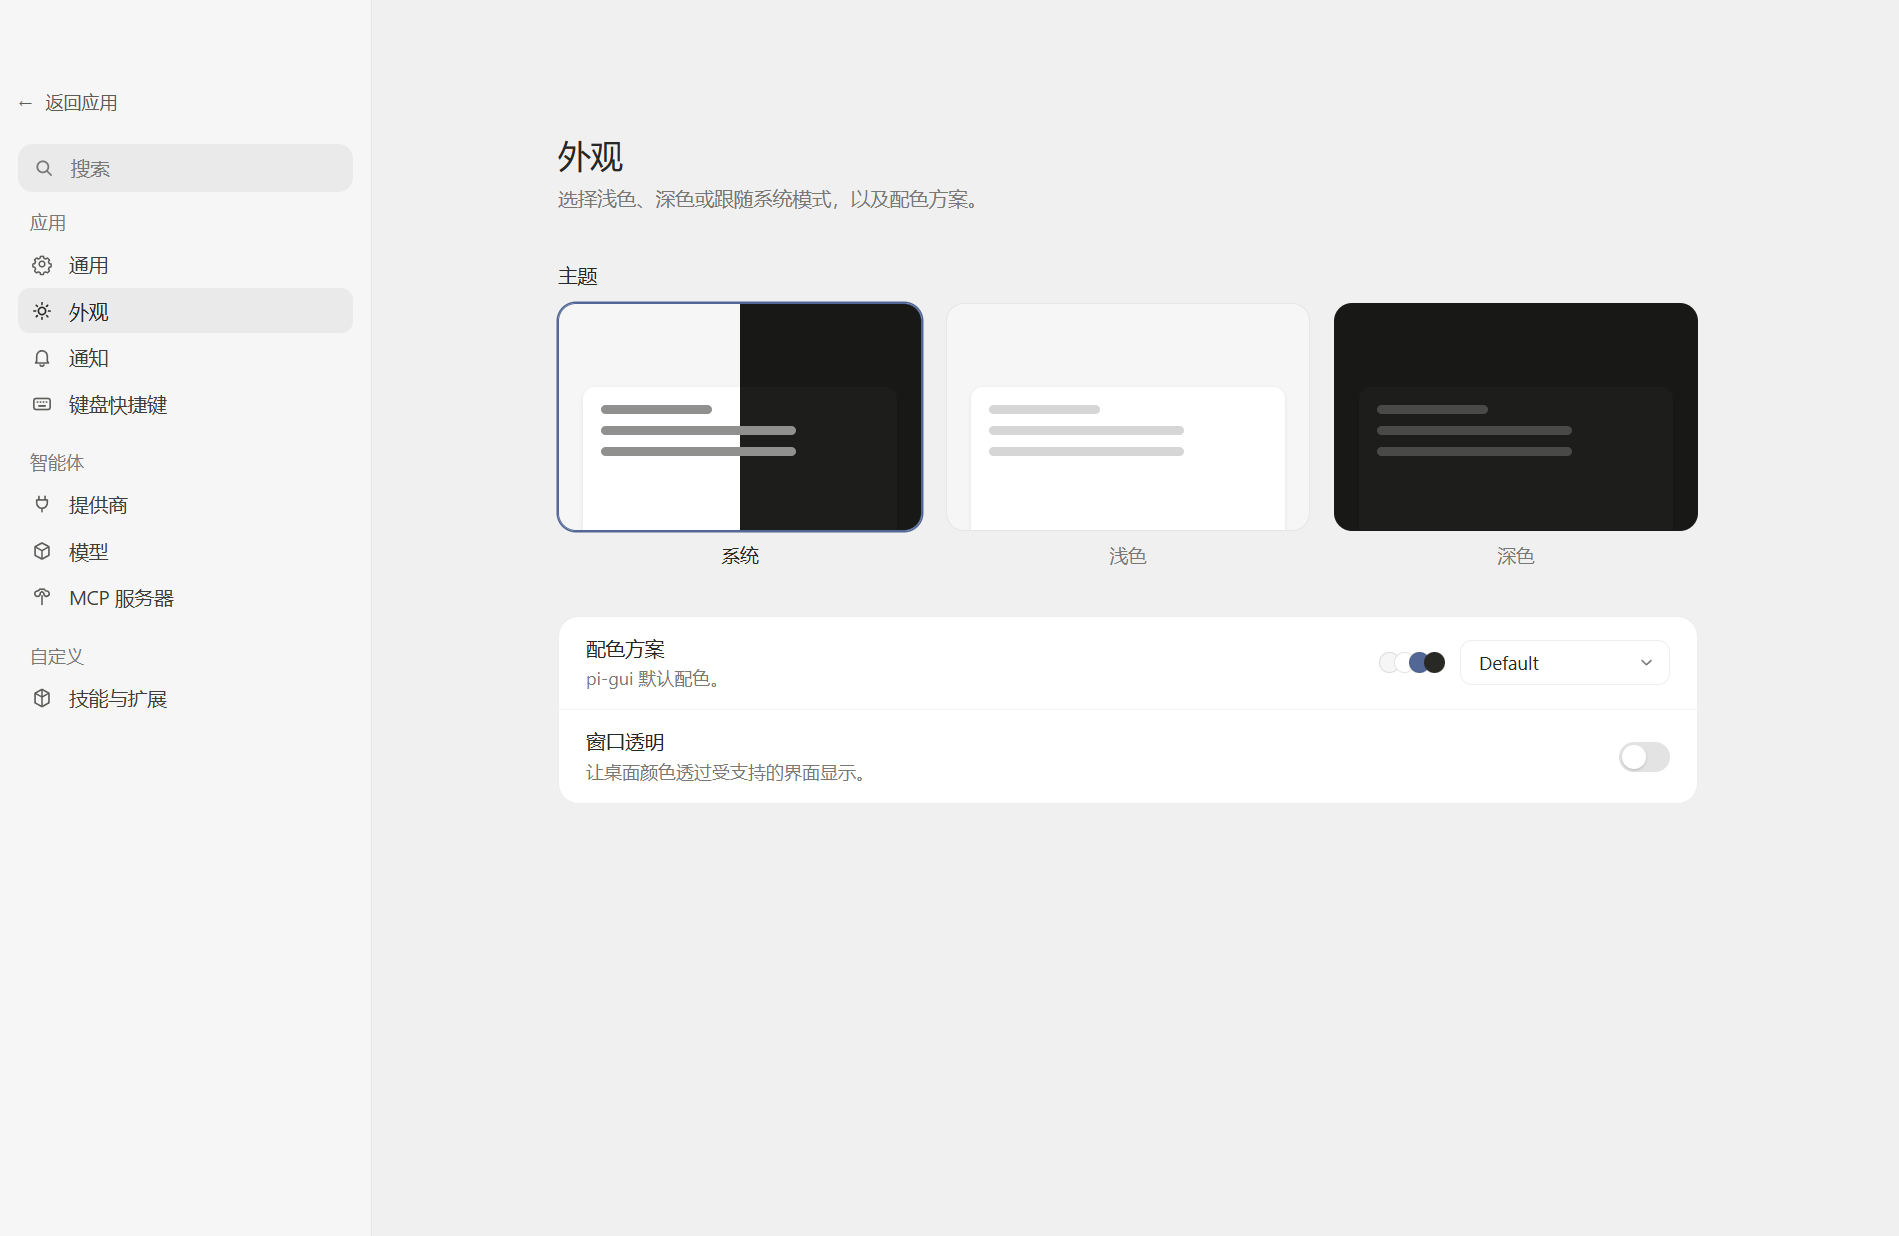 ← 返回应用
搜索
应用
通用
外观
通知
键盘快捷键
智能体
提供商
模型
MCP 服务器
自定义
技能与扩展
外观
选择浅色、深色或跟随系统模式，以及配色方案。
主题
系统
浅色
深色
配色方案
pi-gui 默认配色。
Default
窗口透明
让桌面颜色透过受支持的界面显示。